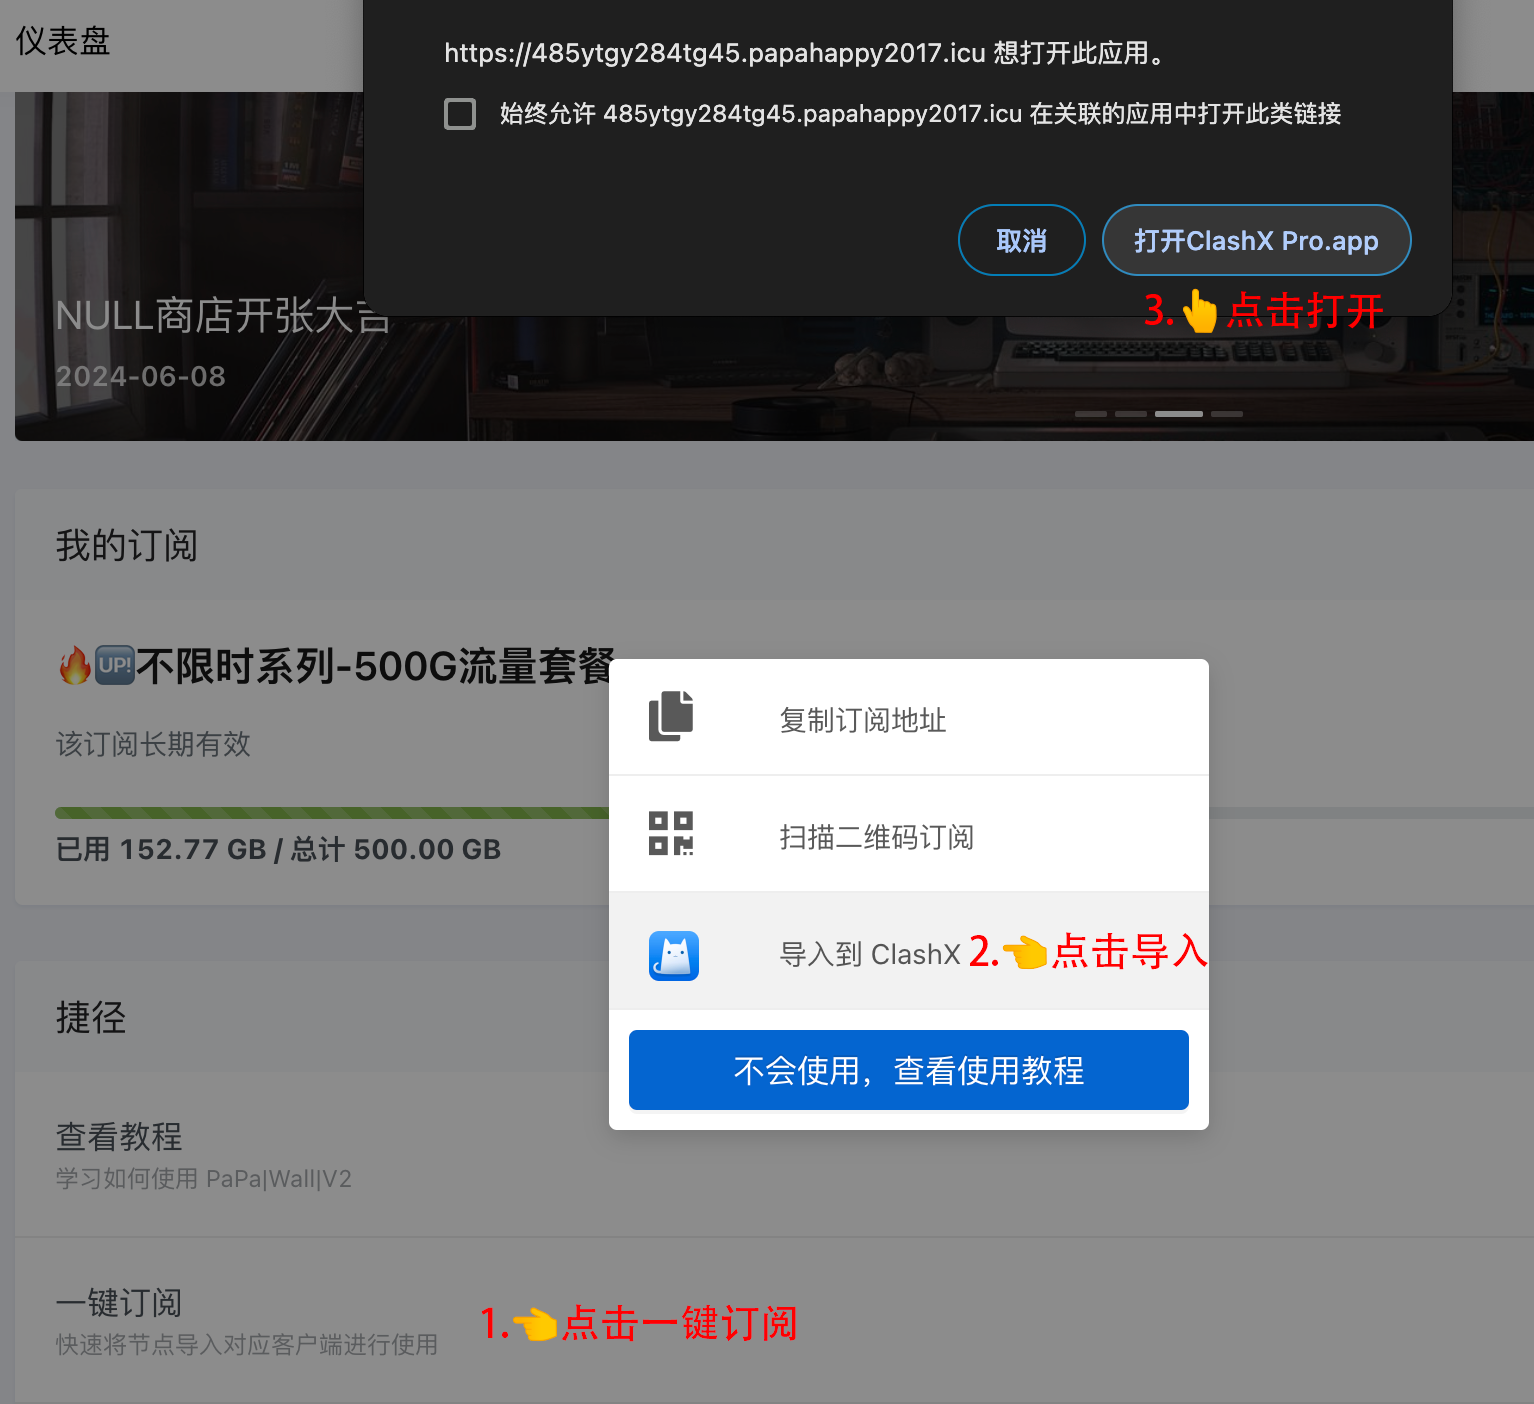 仪表盘
https://485ytgy284tg45.papahappy2017.icu 想打开此应用。
始终允许 485ytgy284tg45.papahappy2017.icu 在关联的应用中打开此类链接
取消
打开ClashX Pro.app
3.👆点击打开
NULL商店开张大吉
2024-06-08
我的订阅
🔥🆙不限时系列-500G流量套餐
该订阅长期有效
已用 152.77 GB / 总计 500.00 GB
复制订阅地址
扫描二维码订阅
导入到 ClashX
2.👈点击导入
不会使用，查看使用教程
捷径
查看教程
学习如何使用 PaPa|Wall|V2
一键订阅
1.👈点击一键订阅
快速将节点导入对应客户端进行使用